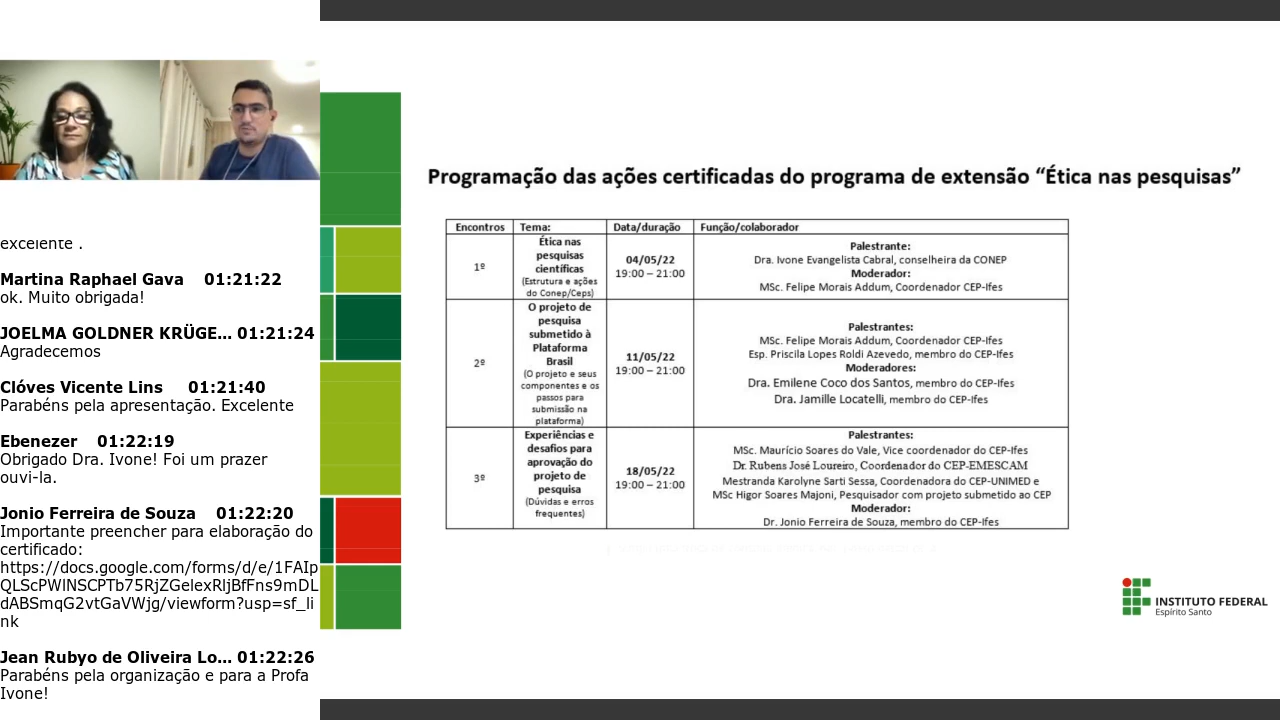 excelente .
Martina Raphael Gava 01:21:22
ok. Muito obrigada!
JOELMA GOLDNER KRÜGE... 01:21:24
Agradecemos
Clóves Vicente Lins 01:21:40
Parabéns pela apresentação. Excelente
Ebenezer 01:22:19
Obrigado Dra. Ivone! Foi um prazer
ouvi-la.
Jonio Ferreira de Souza 01:22:20
Importante preencher para elaboração do
certificado:
https://docs.google.com/forms/d/e/1FAIp
QLScPWlNSCPTb75RjZGelexRljBfFns9mDL
dABSmqG2vtGaVWjg/viewform?usp=sf_li
nk
Jean Rubyo de Oliveira Lo... 01:22:26
Parabéns pela organização e para a Profa
Ivone!
Programação das ações certificadas do programa de extensão “Ética nas pesquisas”
Encontros Tema: Data/duração Função/colaborador
1º
Ética nas
pesquisas
científicas
(Estrutura e ações
do Conep/Ceps)
04/05/22
19:00 – 21:00
Palestrante:
Dra. Ivone Evangelista Cabral, conselheira da CONEP
Moderador:
MSc. Felipe Morais Addum, Coordenador CEP-Ifes
2º
O projeto de
pesquisa
submetido à
Plataforma
Brasil
(O projeto e seus
componentes e os
passos para
submissão na
plataforma)
11/05/22
19:00 – 21:00
Palestrantes:
MSc. Felipe Morais Addum, Coordenador CEP-Ifes
Esp. Priscila Lopes Roldi Azevedo, membro do CEP-Ifes
Moderadores:
Dra. Emilene Coco dos Santos, membro do CEP-Ifes
Dra. Jamille Locatelli, membro do CEP-Ifes
3º
Experiências e
desafios para
aprovação do
projeto de
pesquisa
(Dúvidas e erros
frequentes)
18/05/22
19:00 – 21:00
Palestrantes:
MSc. Maurício Soares do Vale, Vice coordenador do CEP-Ifes
Dr. Rubens José Loureiro, Coordenador do CEP-EMESCAM
Mestranda Karolyne Sarti Sessa, Coordenadora do CEP-UNIMED e
MSc Higor Soares Majoni, Pesquisador com projeto submetido ao CEP
Moderador:
Dr. Jonio Ferreira de Souza, membro do CEP-Ifes
INSTITUTO FEDERAL
Espírito Santo